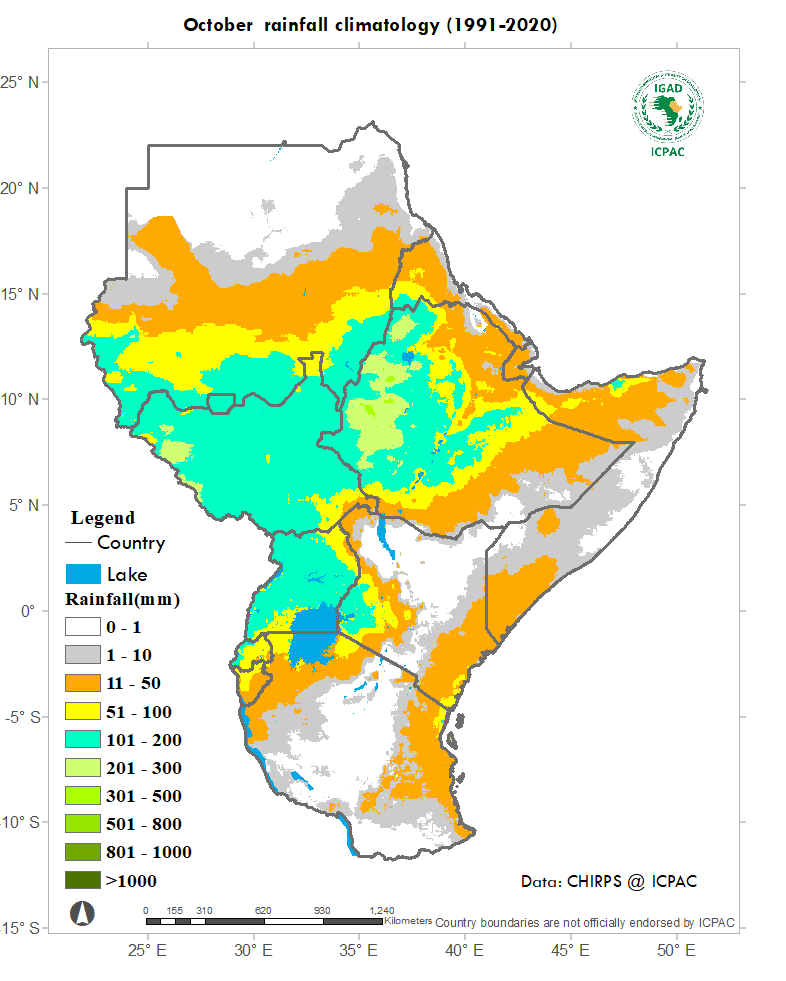 October rainfall climatology (1991-2020)
25° N
20° N
15° N
10° N
5° N
0°
-5° S
-10° S
-15° S
IGAD
ICPAC
Legend
Country
Lake
Rainfall(mm)
0 - 1
1 - 10
11 - 50
51 - 100
101 - 200
201 - 300
301 - 500
501 - 800
801 - 1000
>1000
Data: CHIRPS @ ICPAC
0 155 310 620 930 1,240
Kilometers
Country boundaries are not officially endorsed by ICPAC
25° E 30° E 35° E 40° E 45° E 50° E